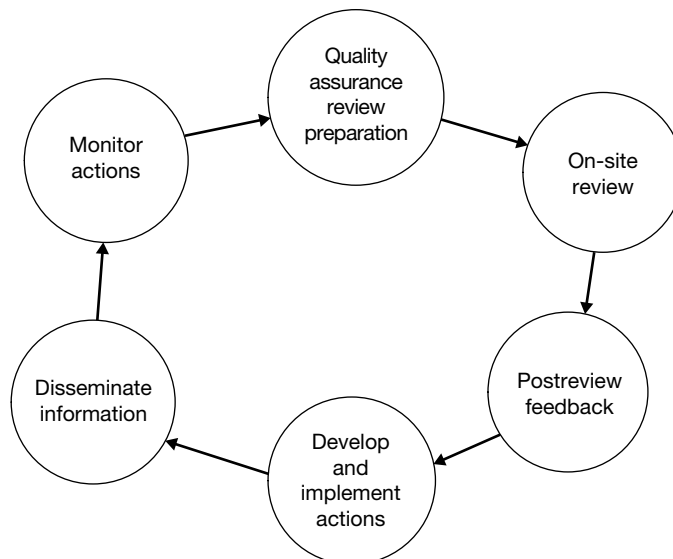 Quality
assurance
review
preparation
On-site
review
Postreview
feedback
Develop
and
implement
actions
Disseminate
information
Monitor
actions